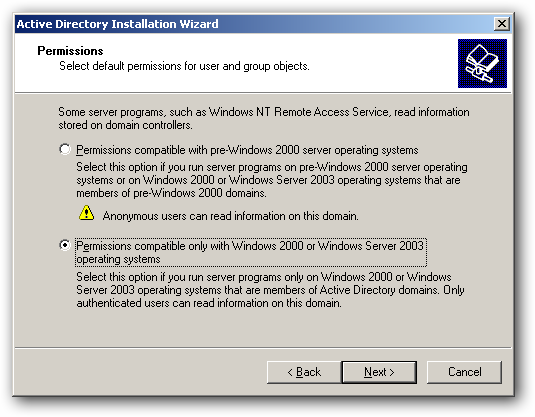 Active Directory Installation Wizard
Permissions
Select default permissions for user and group objects.
Some server programs, such as Windows NT Remote Access Service, read information
stored on domain controllers.
Permissions compatible with pre-Windows 2000 server operating systems
Select this option if you run server programs on pre-Windows 2000 server operating
systems or on Windows 2000 or Windows Server 2003 operating systems that are
members of pre-Windows 2000 domains.
Anonymous users can read information on this domain.
Permissions compatible only with Windows 2000 or Windows Server 2003
operating systems
Select this option if you run server programs only on Windows 2000 or Windows
Server 2003 operating systems that are members of Active Directory domains. Only
authenticated users can read information on this domain.
< Back
Next >
Cancel